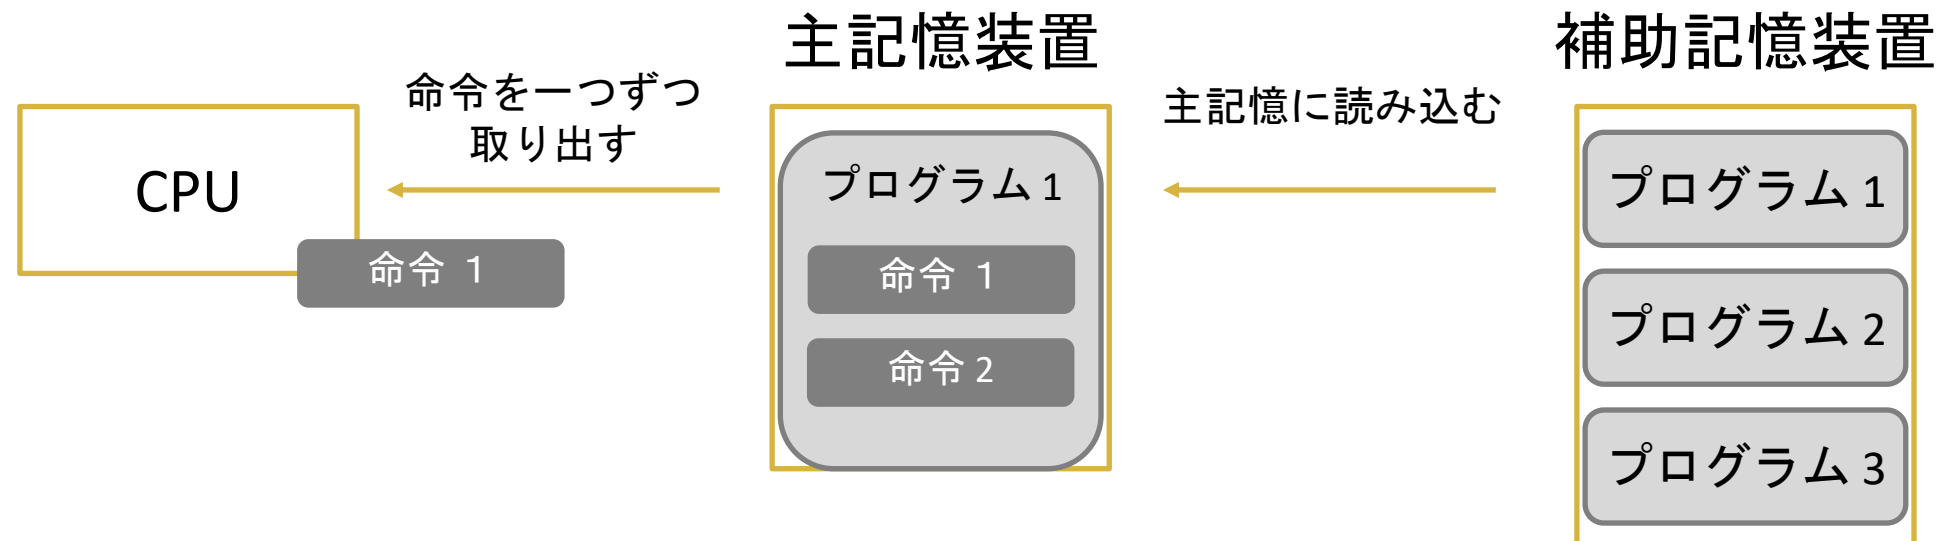 主記憶装置
補助記憶装置
命令を一つずつ
取り出す
主記憶に読み込む
CPU
命令 １
プログラム 1
命令 １
命令 2
プログラム 1
プログラム 2
プログラム 3